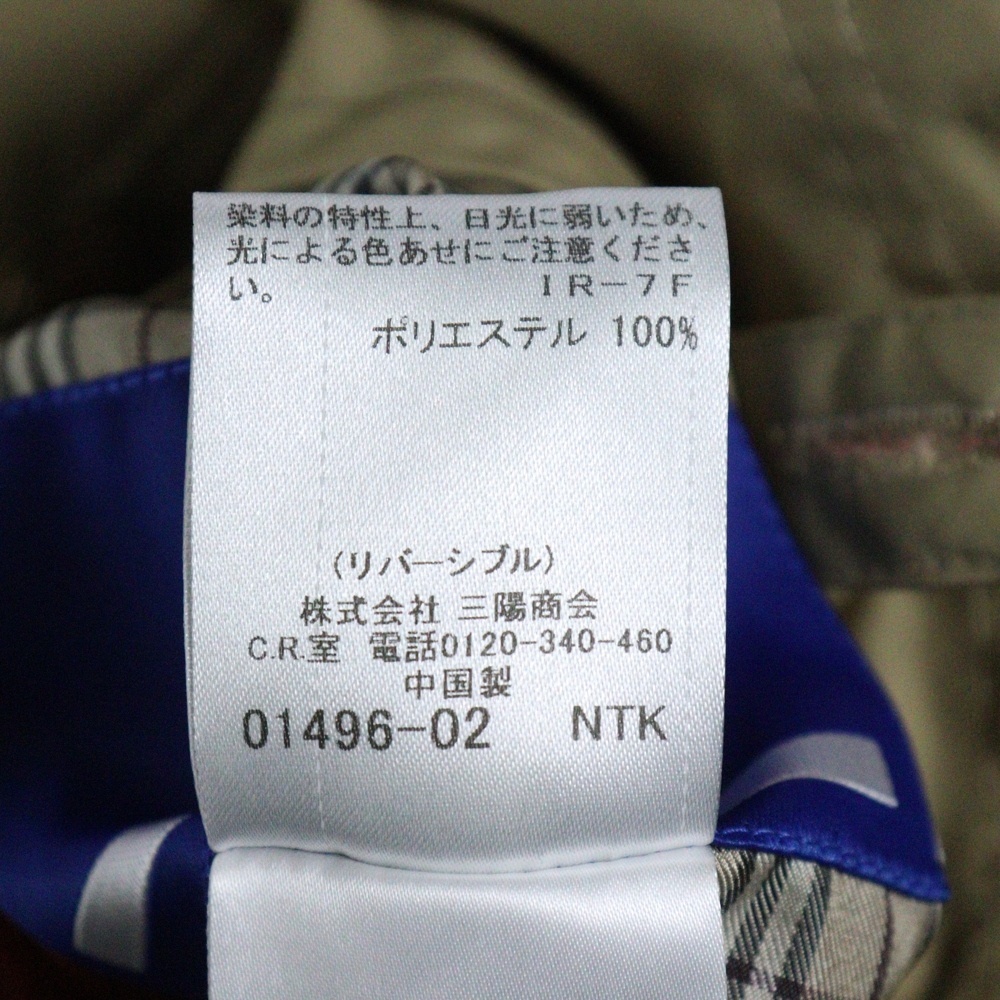 染料の特性上、日光に弱いため、
光による色あせにご注意くださ
い。 IR-7F
ポリエステル 100%
(リバーシブル)
株式会社 三陽商会
C.R.室 電話0120-340-460
中国製
01496-02 NTK